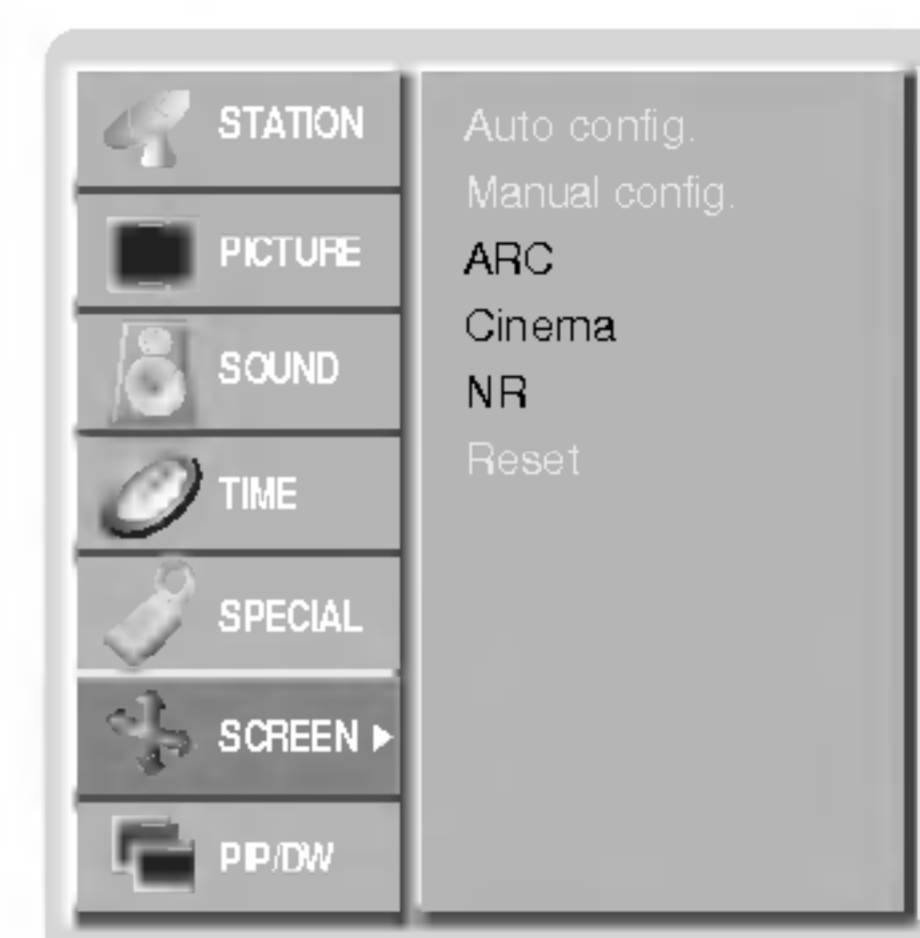 STATION
PICTURE
SOUND
TIME
SPECIAL
SCREEN
PIP/DW
Auto config.
Manual config.
ARC
Cinema
NR
Reset